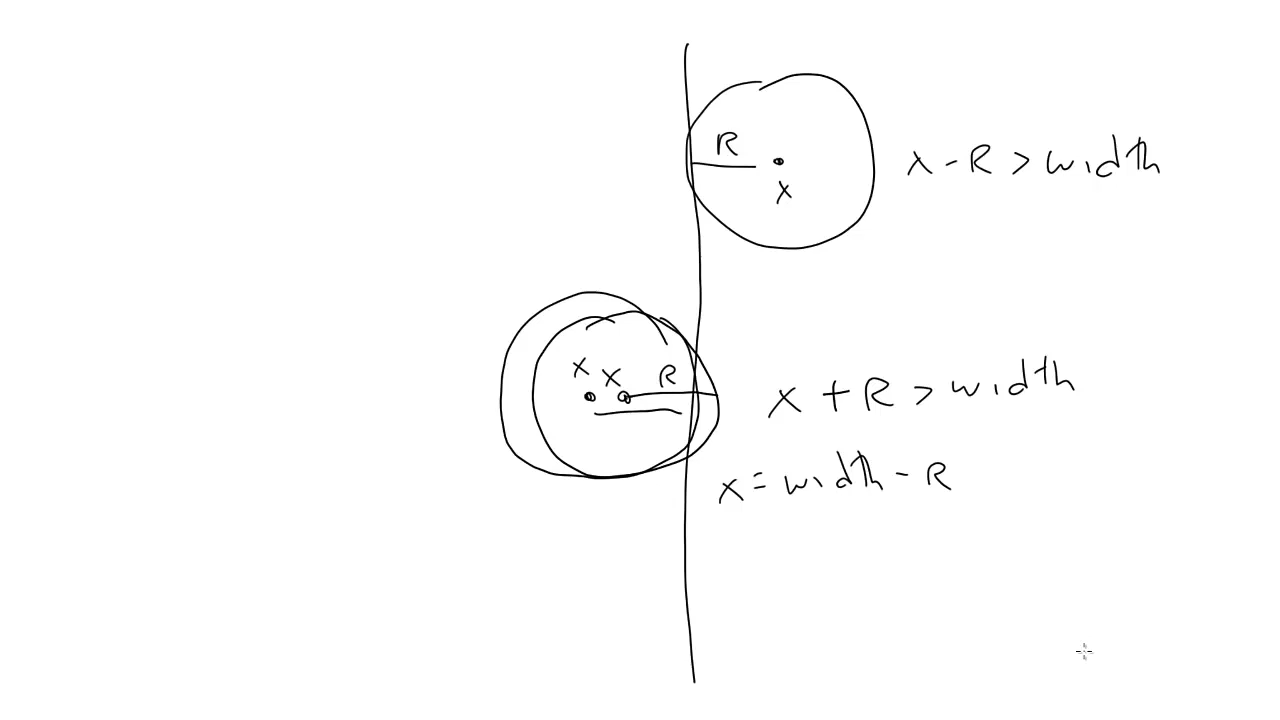 R
x
x - R > width
x x R
x + R > width
x = width - R